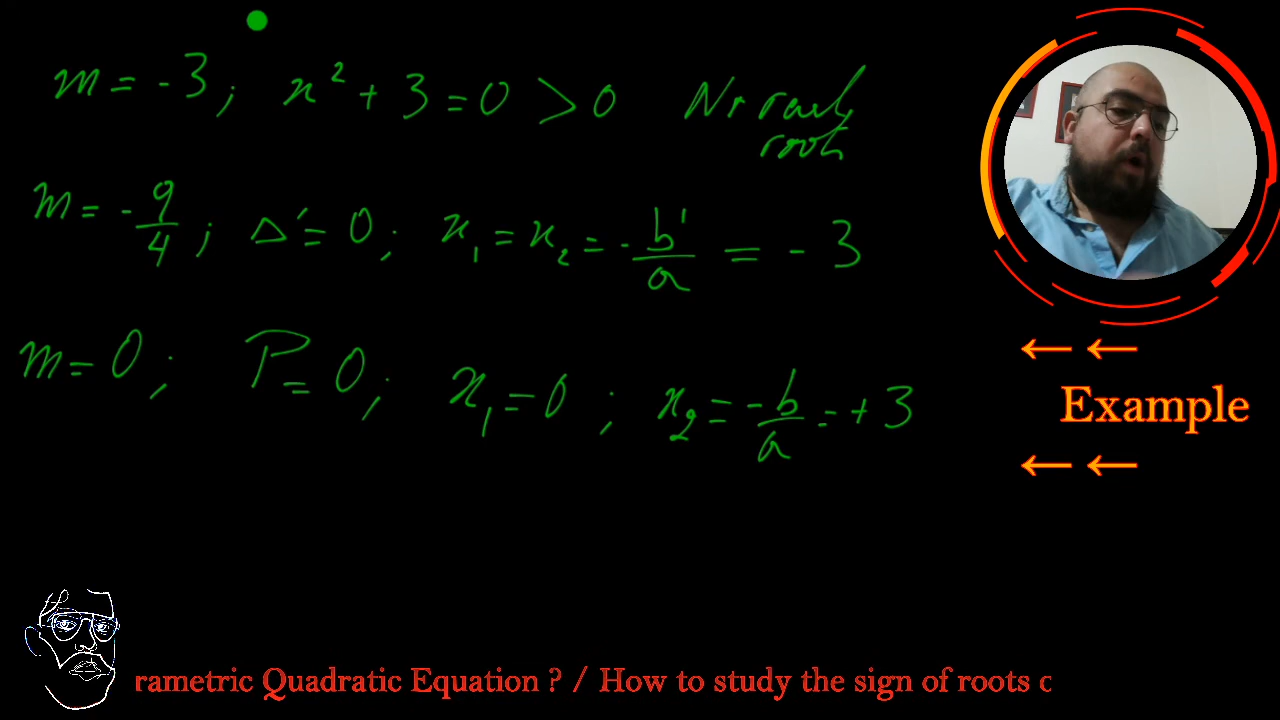 m = -3; x² + 3 = 0 > 0 No real
roots
m = -9/4; Δ' = 0; x₁ = x₂ = -b'/a = -3
m = 0; P = 0; x₁ = 0; x₂ = -b/a = +3
Example
rametric Quadratic Equation ? / How to study the sign of roots c